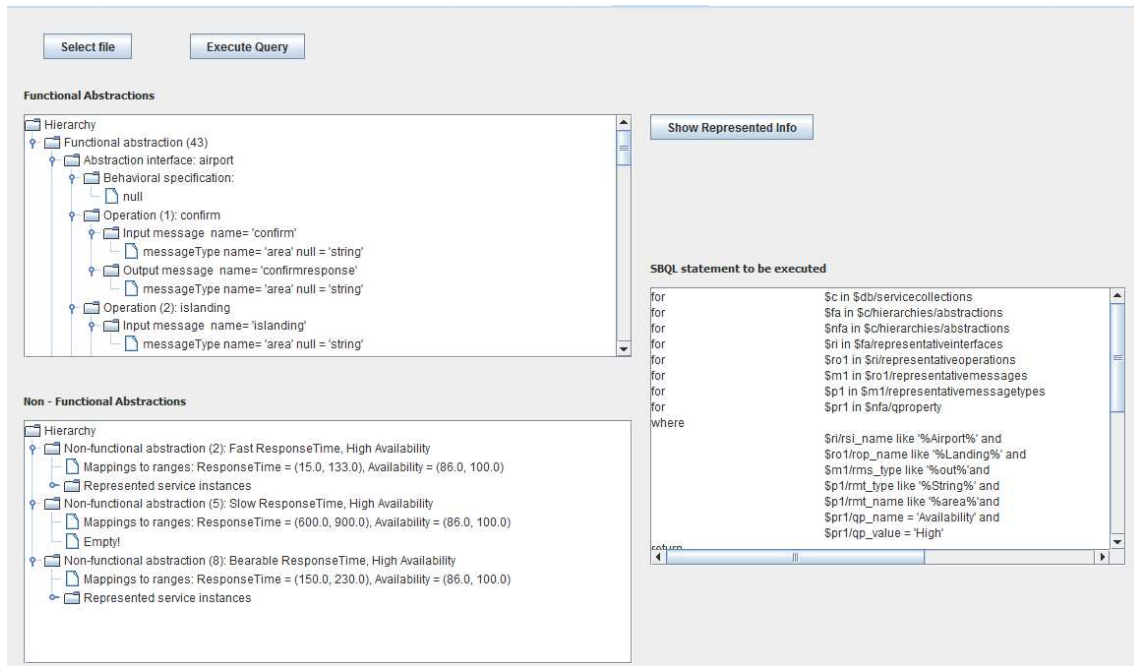 Select file
Execute Query
Functional Abstractions
Hierarchy
Functional abstraction (43)
Abstraction interface: airport
Behavioral specification:
null
Operation (1): confirm
Input message name= 'confirm'
messageType name= 'area' null = 'string'
Output message name= 'confirmresponse'
messageType name= 'area' null = 'string'
Operation (2): islanding
Input message name= 'islanding'
messageType name= 'area' null = 'string'
Non - Functional Abstractions
Hierarchy
Non-functional abstraction (2): Fast ResponseTime, High Availability
Mappings to ranges: ResponseTime = (15.0, 133.0), Availability = (86.0, 100.0)
Represented service instances
Non-functional abstraction (5): Slow ResponseTime, High Availability
Mappings to ranges: ResponseTime = (600.0, 900.0), Availability = (86.0, 100.0)
Empty!
Non-functional abstraction (8): Bearable ResponseTime, High Availability
Mappings to ranges: ResponseTime = (150.0, 230.0), Availability = (86.0, 100.0)
Represented service instances
Show Represented Info
SBQL statement to be executed
for $c in $db/servicecollections
for $fa in $c/hierarchies/abstractions
for $nfa in $c/hierarchies/abstractions
for $ri in $fa/representativeinterfaces
for $ro1 in $ri/representativeoperations
for $m1 in $ro1/representativemessages
for $p1 in $m1/representativemessagetypes
for $pr1 in $nfa/qproperty
where
$ri/rsi_name like '%Airport%' and
$ro1/rop_name like '%Landing%' and
$m1/rms_type like '%out%'and
$p1/rmt_type like '%String%' and
$p1/rmt_name like '%area%'and
$pr1/qp_name = 'Availability' and
$pr1/qp_value = 'High'
return